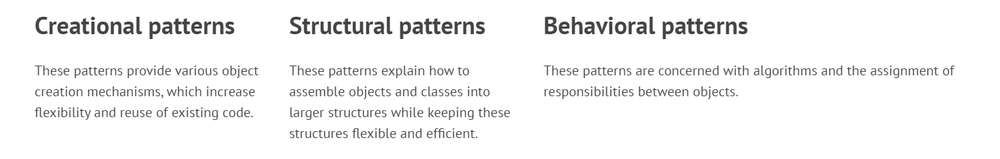 Creational patterns
These patterns provide various object
creation mechanisms, which increase
flexibility and reuse of existing code.
Structural patterns
These patterns explain how to
assemble objects and classes into
larger structures while keeping these
structures flexible and efficient.
Behavioral patterns
These patterns are concerned with algorithms and the assignment of
responsibilities between objects.